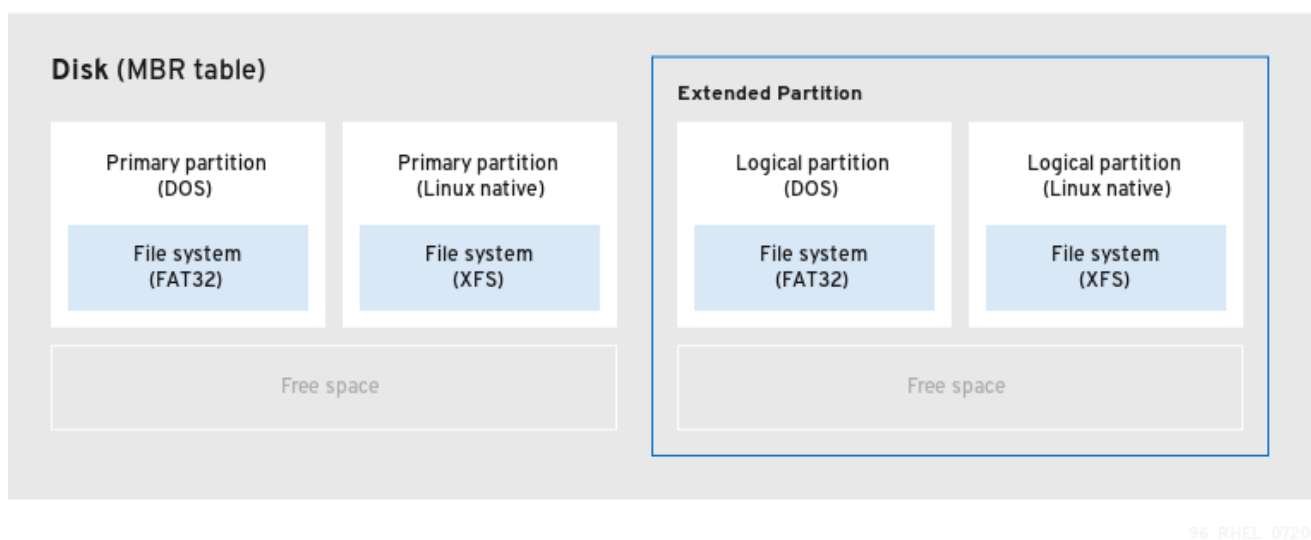 Disk (MBR table)
Primary partition
(DOS)
File system
(FAT32)
Primary partition
(Linux native)
File system
(XFS)
Free space
Extended Partition
Logical partition
(DOS)
File system
(FAT32)
Logical partition
(Linux native)
File system
(XFS)
Free space
96_RHEL_0720